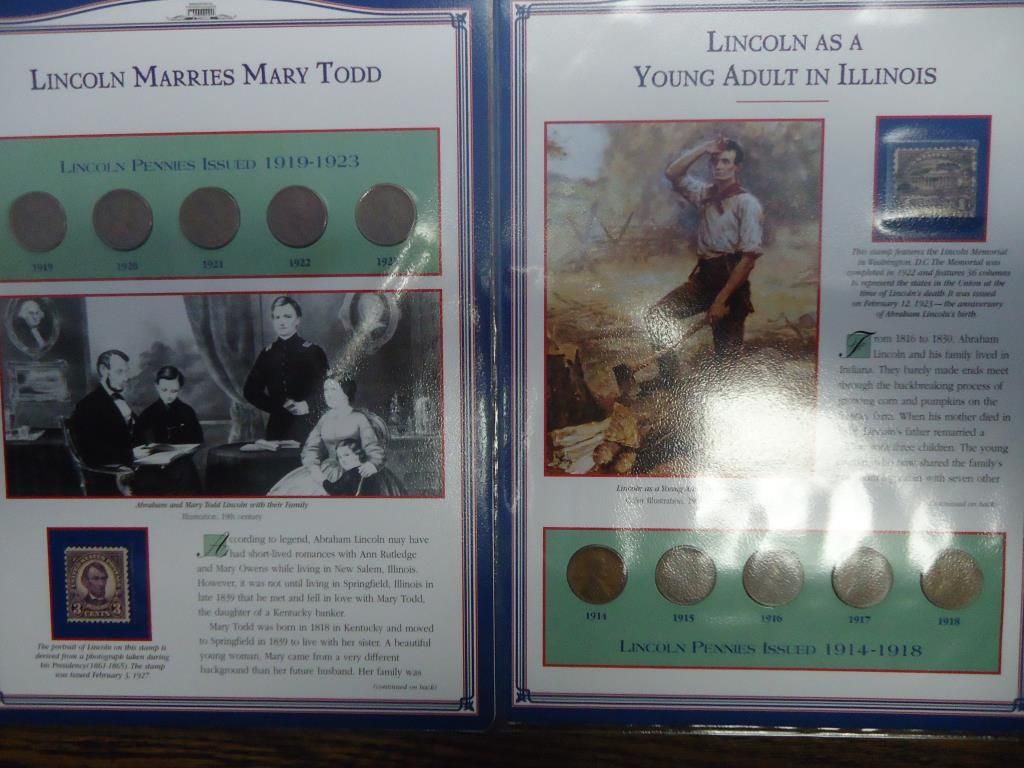 LINCOLN MARRIES MARY TODD
LINCOLN PENNIES ISSUED 1919-1923
1919
1920
1921
1922
Abraham and Mary Todd Lincoln with their Family
Illustration, 19th century
3 CENTS 3
The portrait of Lincoln on this stamp is
derived from a photograph taken during
his Presidency (1861-1865). The stamp
was issued February 3, 1927.
According to legend, Abraham Lincoln may have
had short-lived romances with Ann Rutledge
and Mary Owens while living in New Salem, Illinois.
However, it was not until living in Springfield, Illinois in
late 1839 that he met and fell in love with Mary Todd,
the daughter of a Kentucky banker.
Mary Todd was born in 1818 in Kentucky and moved
to Springfield in 1839 to live with her sister. A beautiful
young woman, Mary came from a very different
background than her future husband. Her family was
(continued on back)
LINCOLN AS A
YOUNG ADULT IN ILLINOIS
This stamp features the Lincoln Memorial
in Washington, D.C. The Memorial was
completed in 1922 and features 36 columns
to represent the states in the Union at the
time of Lincoln's death. It was issued
on February 12, 1923—the anniversary
of Abraham Lincoln's birth.
From 1816 to 1830, Abraham
Lincoln and his family lived in
Indiana. They barely made ends meet
through the backbreaking process of
growing corn and pumpkins on the
farm. When his mother died in
Lincoln's father remarried a
three children. The young
who now shared the family's
cabin with seven other
(continued on back)
Lincoln as a Young
Color Illustration,
1914
1915
1916
1917
1918
LINCOLN PENNIES ISSUED 1914-1918